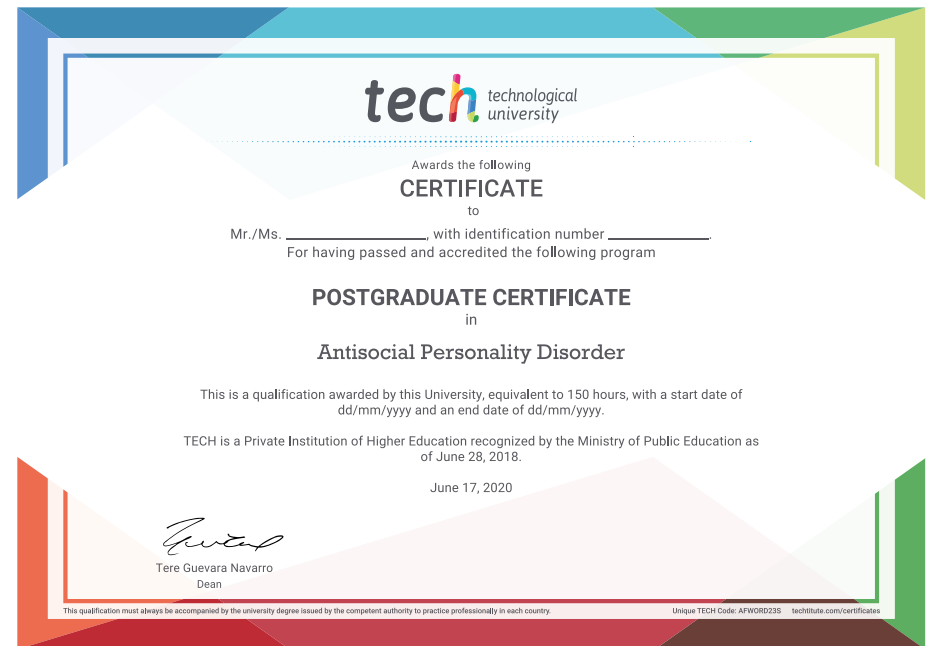 tech technological
university
Awards the following
CERTIFICATE
to
Mr./Ms. ____________________, with identification number ______________.
For having passed and accredited the following program
POSTGRADUATE CERTIFICATE
in
Antisocial Personality Disorder
This is a qualification awarded by this University, equivalent to 150 hours, with a start date of
dd/mm/yyyy and an end date of dd/mm/yyyy.
TECH is a Private Institution of Higher Education recognized by the Ministry of Public Education as
of June 28, 2018.
June 17, 2020
Tere Guevara Navarro
Dean
This qualification must always be accompanied by the university degree issued by the competent authority to practice professionally in each country.
Unique TECH Code: AFWORD23S techtitute.com/certificates